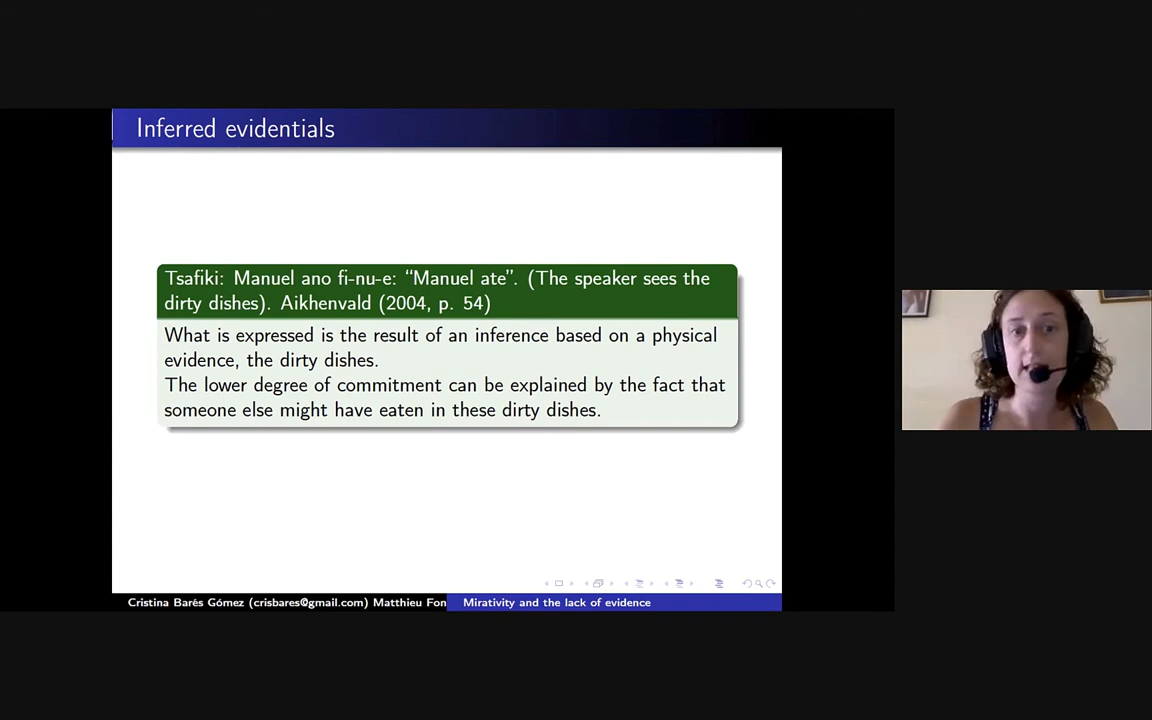 Inferred evidentials
Tsafiki: Manuel ano fi-nu-e: “Manuel ate”. (The speaker sees the
dirty dishes). Aikhenvald (2004, p. 54)
What is expressed is the result of an inference based on a physical
evidence, the dirty dishes.
The lower degree of commitment can be explained by the fact that
someone else might have eaten in these dirty dishes.
Cristina Barés Gómez (crisbares@gmail.com) Matthieu Fon
Mirativity and the lack of evidence